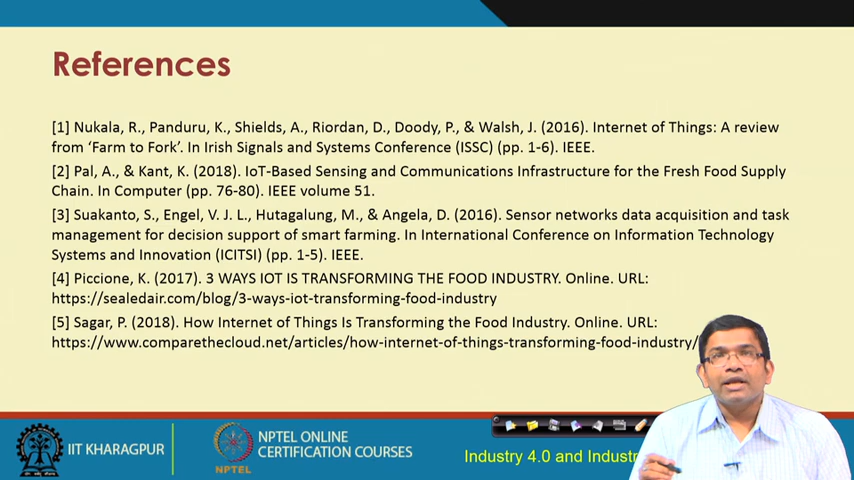 References
[1] Nukala, R., Panduru, K., Shields, A., Riordan, D., Doody, P., & Walsh, J. (2016). Internet of Things: A review
from ‘Farm to Fork’. In Irish Signals and Systems Conference (ISSC) (pp. 1-6). IEEE.
[2] Pal, A., & Kant, K. (2018). IoT-Based Sensing and Communications Infrastructure for the Fresh Food Supply
Chain. In Computer (pp. 76-80). IEEE volume 51.
[3] Suakanto, S., Engel, V. J. L., Hutagalung, M., & Angela, D. (2016). Sensor networks data acquisition and task
management for decision support of smart farming. In International Conference on Information Technology
Systems and Innovation (ICITSI) (pp. 1-5). IEEE.
[4] Piccione, K. (2017). 3 WAYS IOT IS TRANSFORMING THE FOOD INDUSTRY. Online. URL:
https://sealedair.com/blog/3-ways-iot-transforming-food-industry
[5] Sagar, P. (2018). How Internet of Things Is Transforming the Food Industry. Online. URL:
https://www.comparethecloud.net/articles/how-internet-of-things-transforming-food-industry/
IIT KHARAGPUR
NPTEL
NPTEL ONLINE
CERTIFICATION COURSES
Industry 4.0 and Indust